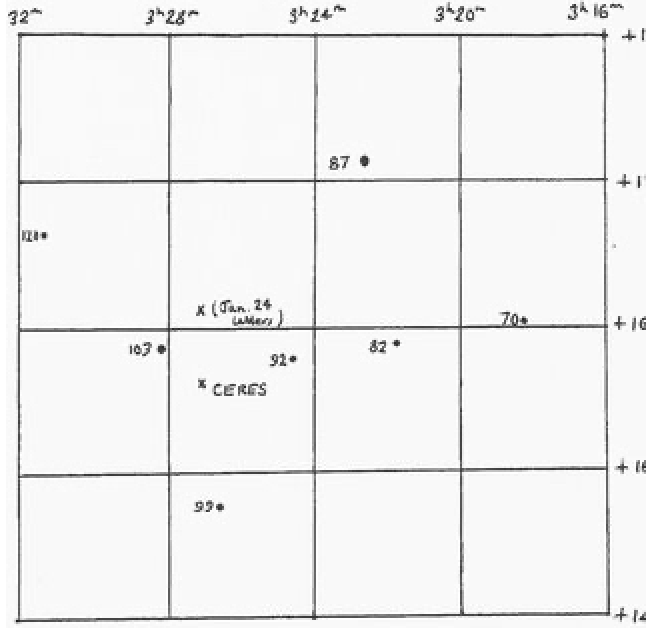 32ᵐ 3ʰ28ᵐ 3ʰ24ᵐ 3ʰ20ᵐ 3ʰ16ᵐ
+1
87
+1
121
x (Jan. 24
70 +16
103 92 82
x CERES
+16
99
+14